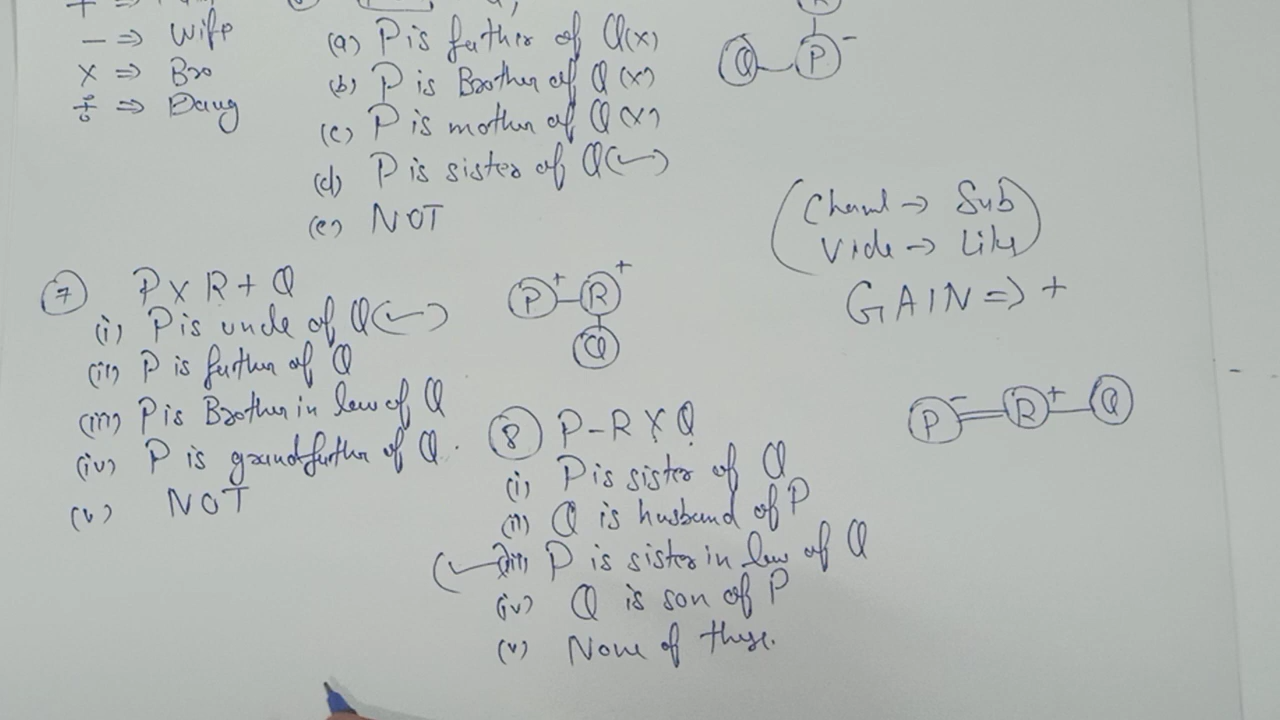 − ⇒ Wife
× ⇒ Bro
÷ ⇒ Daug
(a) P is father of Q (x)
(b) P is Brother of Q (x)
(c) P is mother of Q (x)
(d) P is sister of Q (✓)
(e) NOT
R
Q P −
(Channel → Sub
Vide → Like)
GAIN ⇒ +
7 P × R + Q
(i) P is uncle of Q (✓)
(ii) P is father of Q
(iii) P is Brother in law of Q
(iv) P is grandfather of Q.
(v) NOT
P + R +
Q
8 P − R × Q
(i) P is sister of Q
(ii) Q is husband of P
(✓) (iii) P is sister in law of Q
(iv) Q is son of P
(v) None of these.
P − R + Q